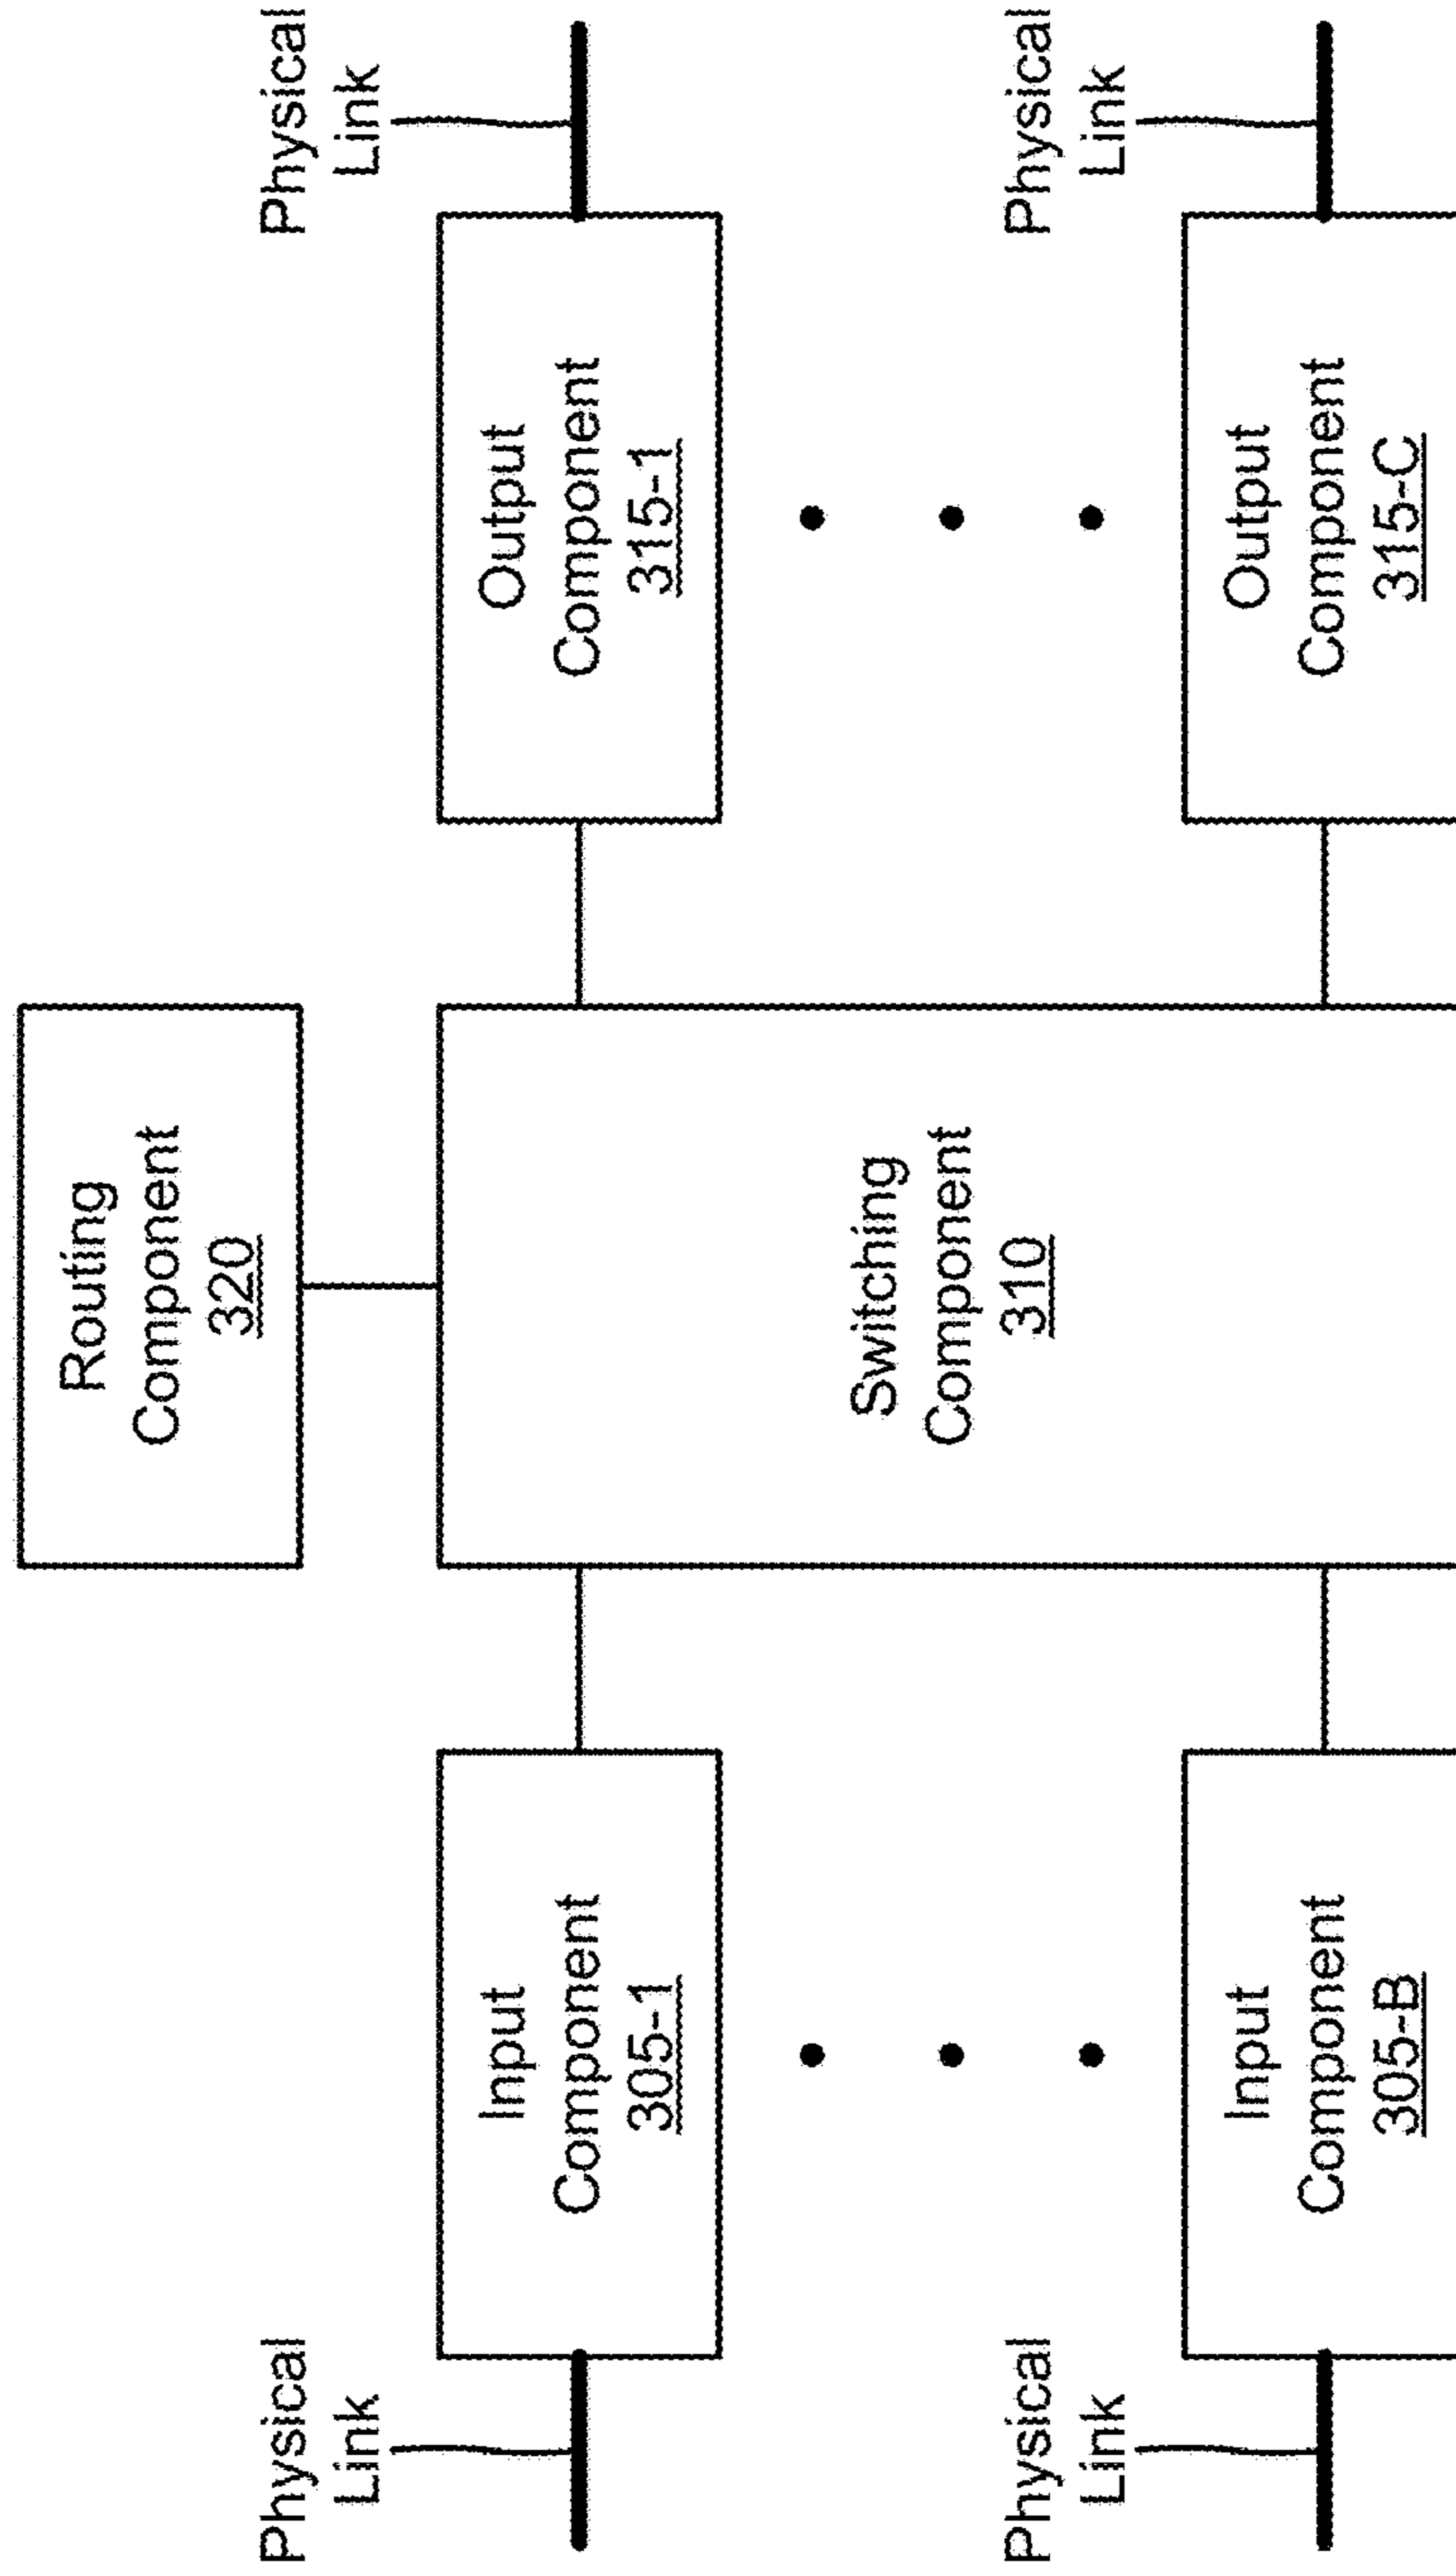 Routing
Component
320
Physical
Link
Input
Component
305-1
Switching
Component
310
Output
Component
315-1
Physical
Link
Physical
Link
Input
Component
305-B
Output
Component
315-C
Physical
Link